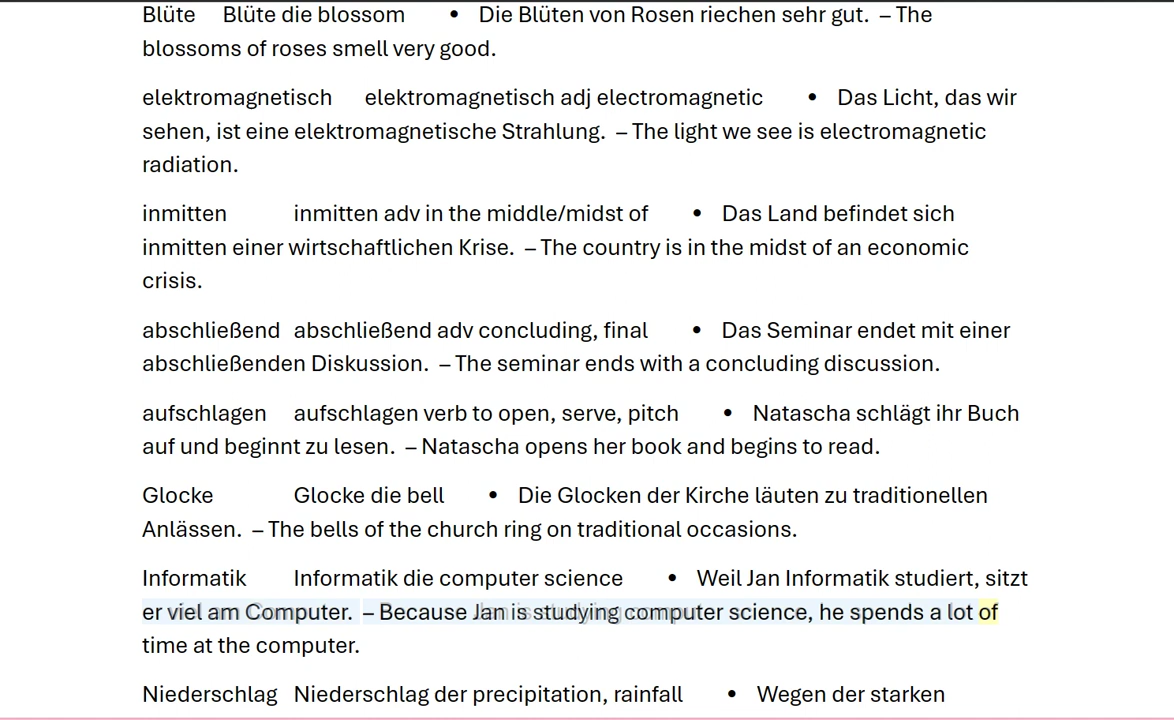 Blüte Blüte die blossom • Die Blüten von Rosen riechen sehr gut. – The
blossoms of roses smell very good.
elektromagnetisch elektromagnetisch adj electromagnetic • Das Licht, das wir
sehen, ist eine elektromagnetische Strahlung. – The light we see is electromagnetic
radiation.
inmitten inmitten adv in the middle/midst of • Das Land befindet sich
inmitten einer wirtschaftlichen Krise. – The country is in the midst of an economic
crisis.
abschließend abschließend adv concluding, final • Das Seminar endet mit einer
abschließenden Diskussion. – The seminar ends with a concluding discussion.
aufschlagen aufschlagen verb to open, serve, pitch • Natascha schlägt ihr Buch
auf und beginnt zu lesen. – Natascha opens her book and begins to read.
Glocke Glocke die bell • Die Glocken der Kirche läuten zu traditionellen
Anlässen. – The bells of the church ring on traditional occasions.
Informatik Informatik die computer science • Weil Jan Informatik studiert, sitzt
er viel am Computer. – Because Jan is studying computer science, he spends a lot of
time at the computer.
Niederschlag Niederschlag der precipitation, rainfall • Wegen der starken